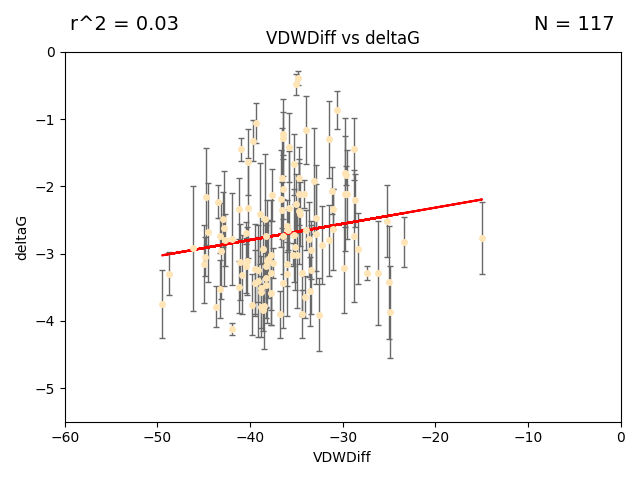 r^2 = 0.03
N = 117
VDWDiff vs deltaG
0
−1
−2
−3
−4
−5
deltaG
−60 −50 −40 −30 −20 −10 0
VDWDiff